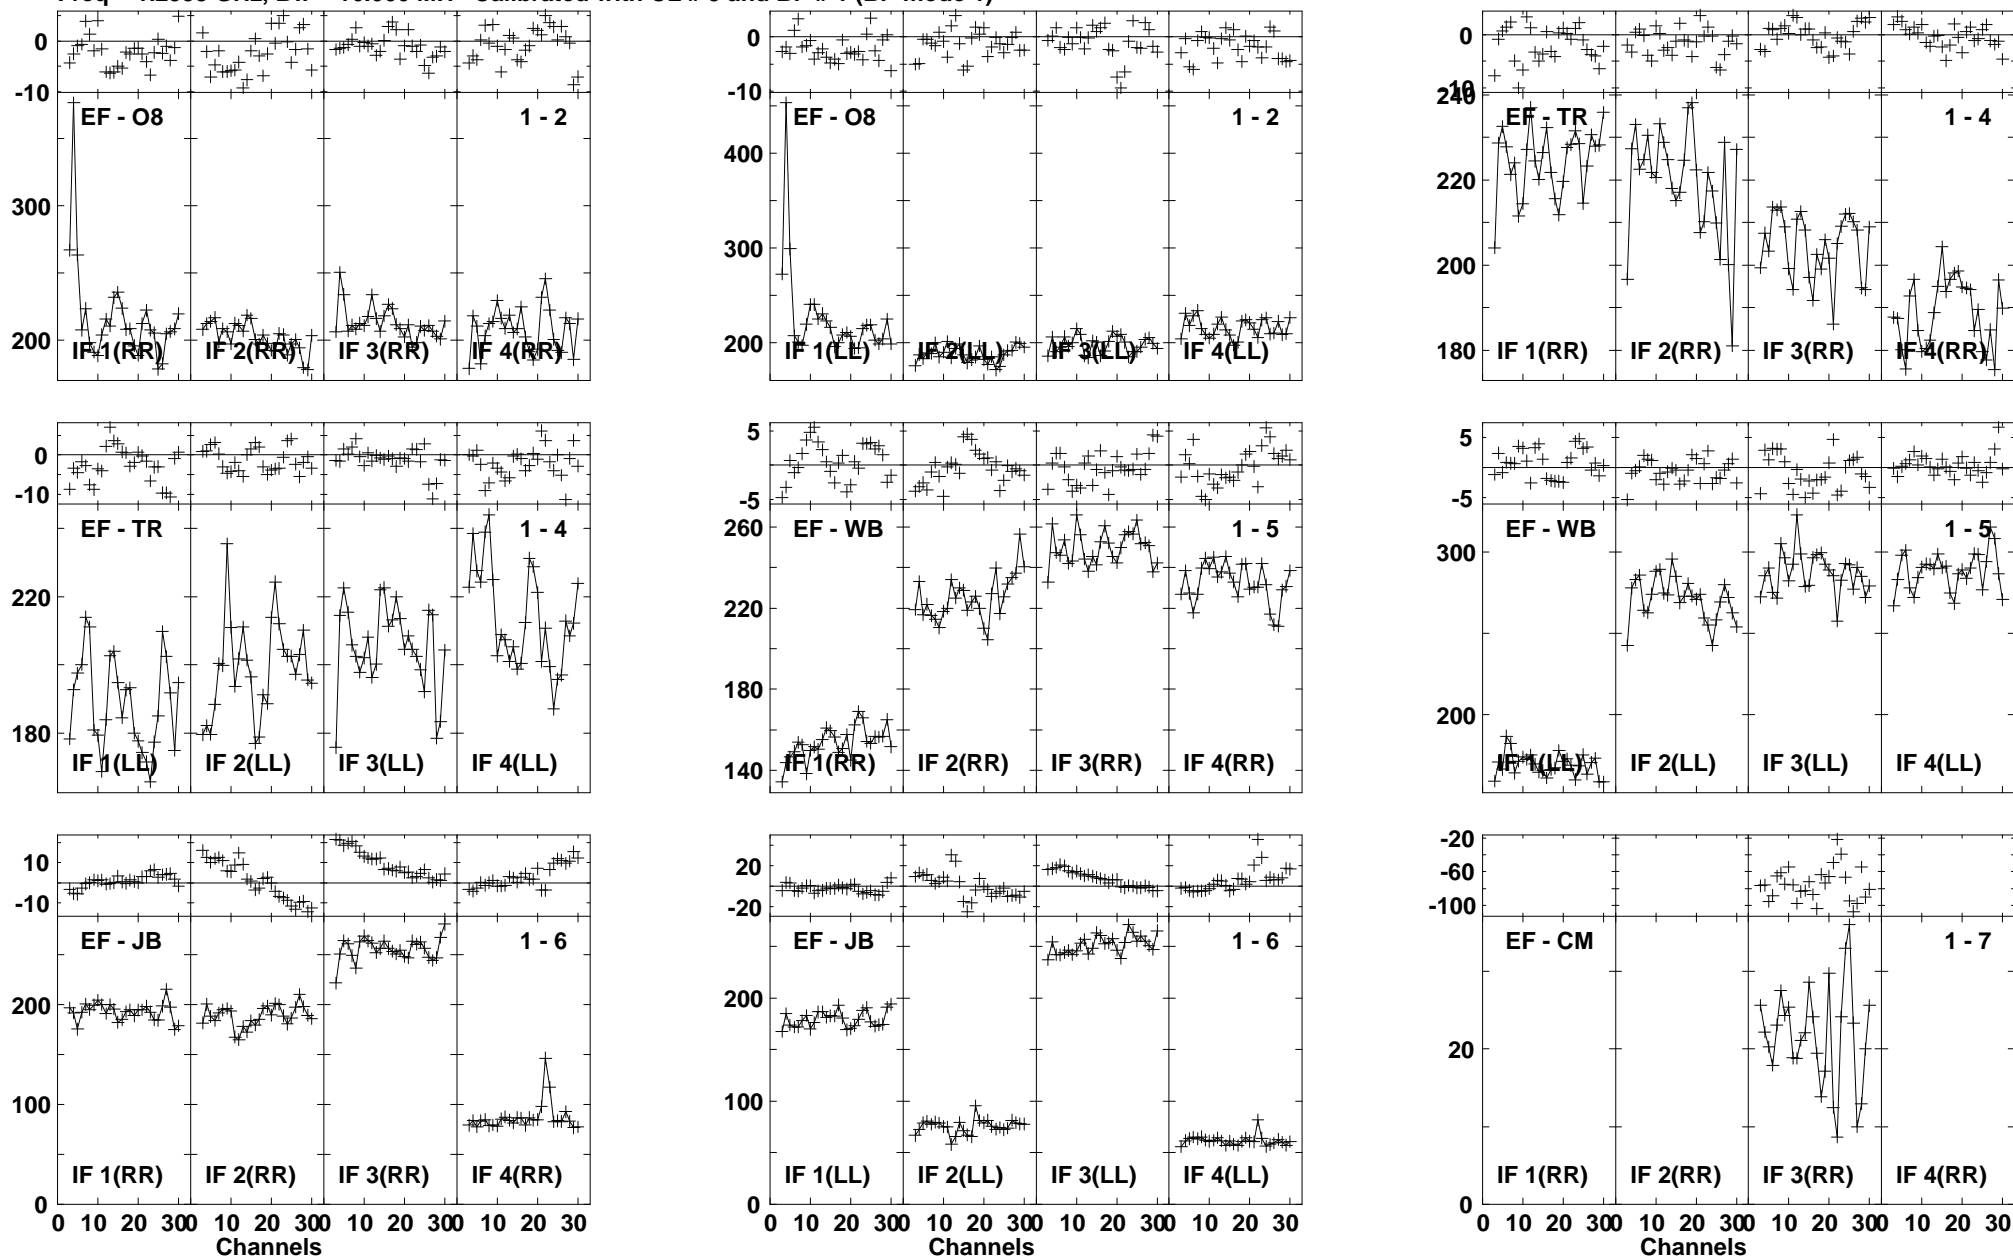 0 0 0
-10 -10 -10
240
EF - O8 1 - 2 EF - O8 1 - 2 EF - TR 1 - 4
400
300 300 220
200
200 200 180
IF 1(RR) IF 2(RR) IF 3(RR) IF 4(RR) IF 1(LL) IF 2(LL) IF 3(LL) IF 4(LL) IF 1(RR) IF 2(RR) IF 3(RR) IF 4(RR)
0 5 5
-10 -5 -5
EF - TR 1 - 4 EF - WB 1 - 5 EF - WB 1 - 5
260 300
220 220
180 180 200
140
IF 1(LL) IF 2(LL) IF 3(LL) IF 4(LL) IF 1(RR) IF 2(RR) IF 3(RR) IF 4(RR) IF 1(LL) IF 2(LL) IF 3(LL) IF 4(LL)
10 20 -20
-60
-10 -20 -100
EF - JB 1 - 6 EF - JB 1 - 6 EF - CM 1 - 7
200 200
100 100 20
IF 1(RR) IF 2(RR) IF 3(RR) IF 4(RR) IF 1(LL) IF 2(LL) IF 3(LL) IF 4(LL) IF 1(RR) IF 2(RR) IF 3(RR) IF 4(RR)
0 0 0
0 10 20 30 0 10 20 30 0 10 20 30 0 10 20 30 0 10 20 30 0 10 20 30 0 10 20 30 0 10 20 30 0 10 20 30 0 10 20 30 0 10 20 30 0 10 20 30
Channels Channels Channels